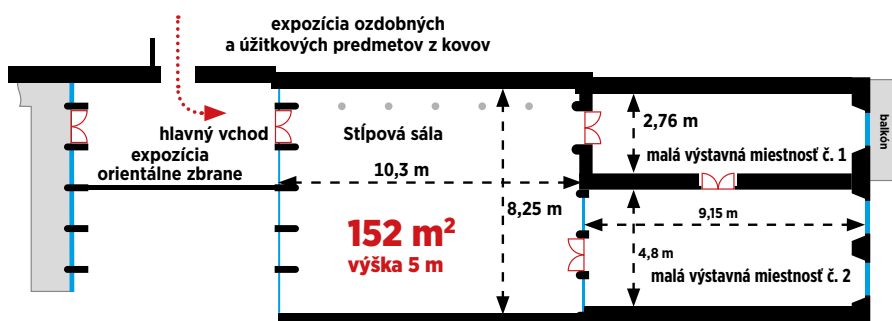 expozícia ozdobných
a úžitkových predmetov z kovov
hlavný vchod
expozícia
orientálne zbrane
Stĺpová sála
10,3 m
8,25 m
152 m²
výška 5 m
2,76 m
malá výstavná miestnosť č. 1
balkón
9,15 m
4,8 m
malá výstavná miestnosť č. 2